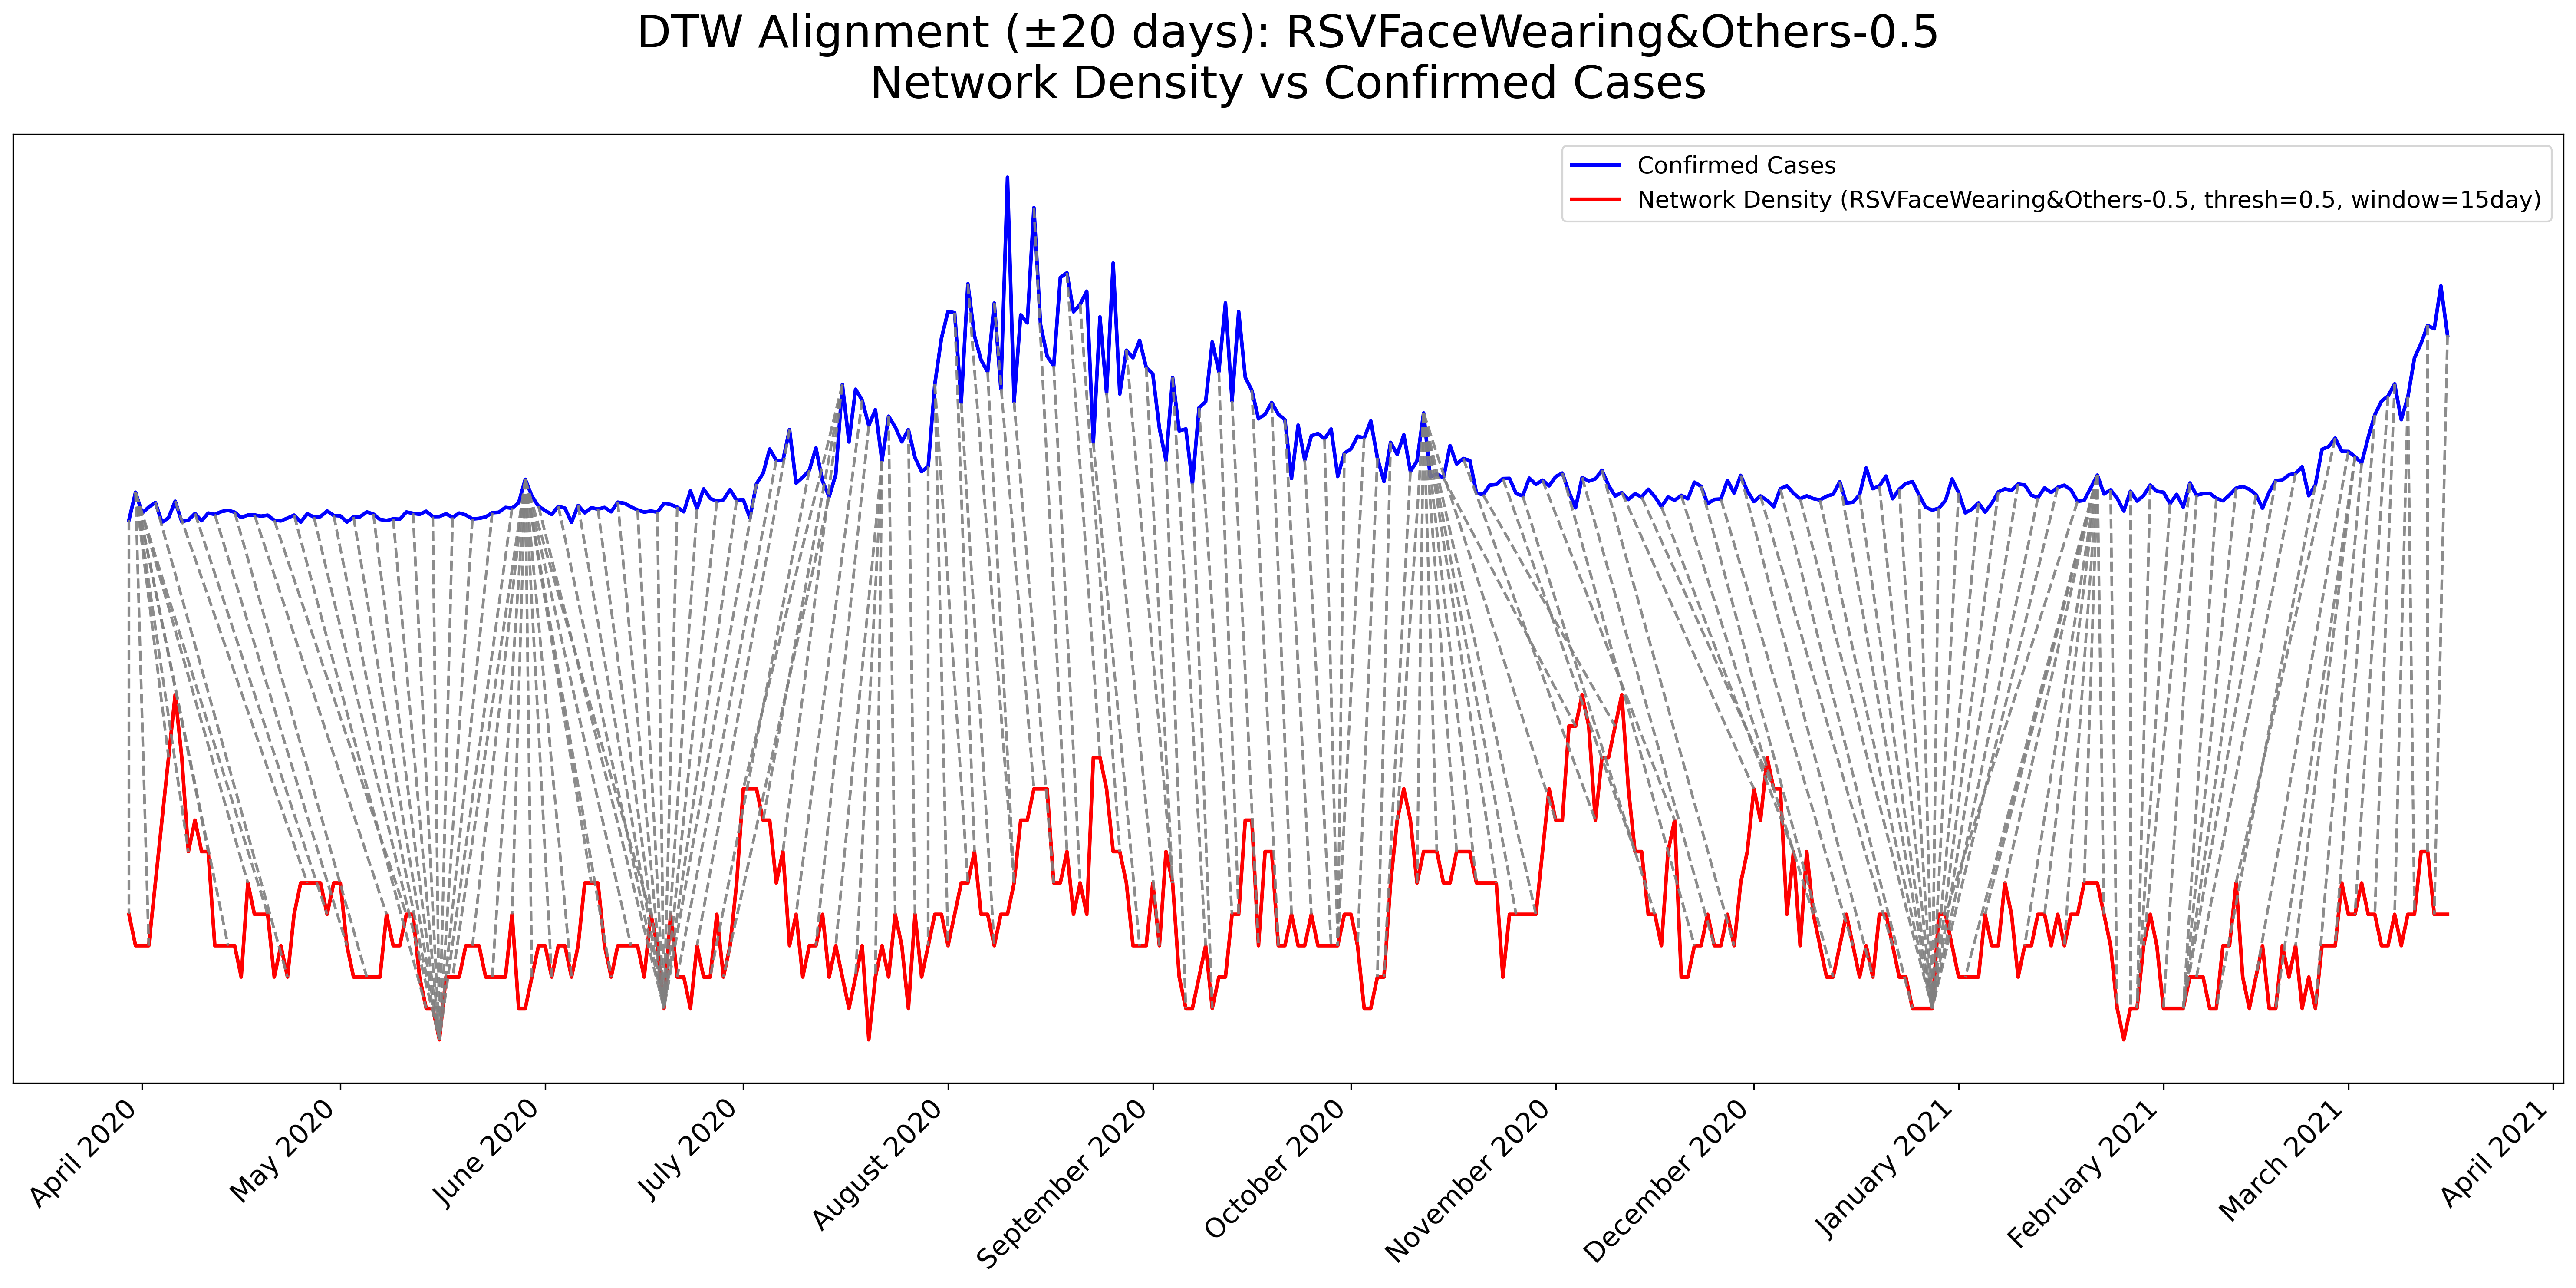 DTW Alignment (±20 days): RSVFaceWearing&Others-0.5
Network Density vs Confirmed Cases
Confirmed Cases
Network Density (RSVFaceWearing&Others-0.5, thresh=0.5, window=15day)
April 2020
May 2020
June 2020
July 2020
August 2020
September 2020
October 2020
November 2020
December 2020
January 2021
February 2021
March 2021
April 2021